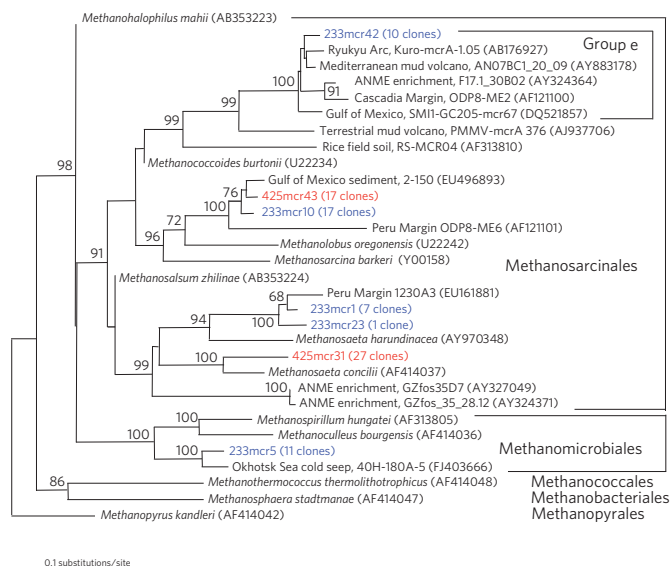 Methanohalophilus mahii (AB353223)
233mcr42 (10 clones)
Group e
Ryukyu Arc, Kuro-mcrA-1.05 (AB176927)
Mediterranean mud volcano, AN07BC1_20_09 (AY883178)
100
ANME enrichment, F17.1_30B02 (AY324364)
91
Cascadia Margin, ODP8-ME2 (AF121100)
99
Gulf of Mexico, SMI1-GC205-mcr67 (DQ521857)
99
Terrestrial mud volcano, PMMV-mcrA 376 (AJ937706)
Rice field soil, RS-MCR04 (AF313810)
98
Methanococcoides burtonii (U22234)
Gulf of Mexico sediment, 2-150 (EU496893)
76
425mcr43 (17 clones)
100
233mcr10 (17 clones)
72
Peru Margin ODP8-ME6 (AF121101)
96
Methanolobus oregonensis (U22242)
91
Methanosarcina barkeri (Y00158)
Methanosarcinales
Methanosalsum zhilinae (AB353224)
68
Peru Margin 1230A3 (EU161881)
233mcr1 (7 clones)
94
100
233mcr23 (1 clone)
Methanosaeta harundinacea (AY970348)
99
100
425mcr31 (27 clones)
Methanosaeta concilii (AF414037)
100
ANME enrichment, GZfos35D7 (AY327049)
ANME enrichment, GZfos_35_28.12 (AY324371)
100
Methanospirillum hungatei (AF313805)
100
Methanoculleus bourgensis (AF414036)
Methanomicrobiales
100
233mcr5 (11 clones)
Okhotsk Sea cold seep, 40H-180A-5 (FJ403666)
86
Methanothermococcus thermolithotrophicus (AF414048)
Methanococcales
Methanosphaera stadtmanae (AF414047)
Methanobacteriales
Methanopyrus kandleri (AF414042)
Methanopyrales
0.1 substitutions/site